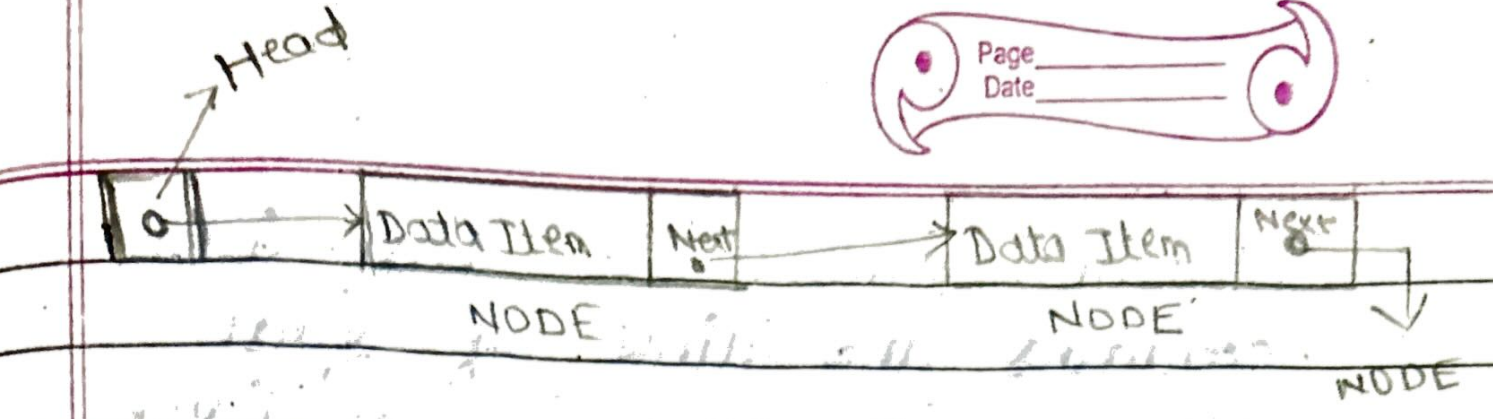 Head
Page
Date
Data Item Next Data Item Next
NODE NODE
NODE